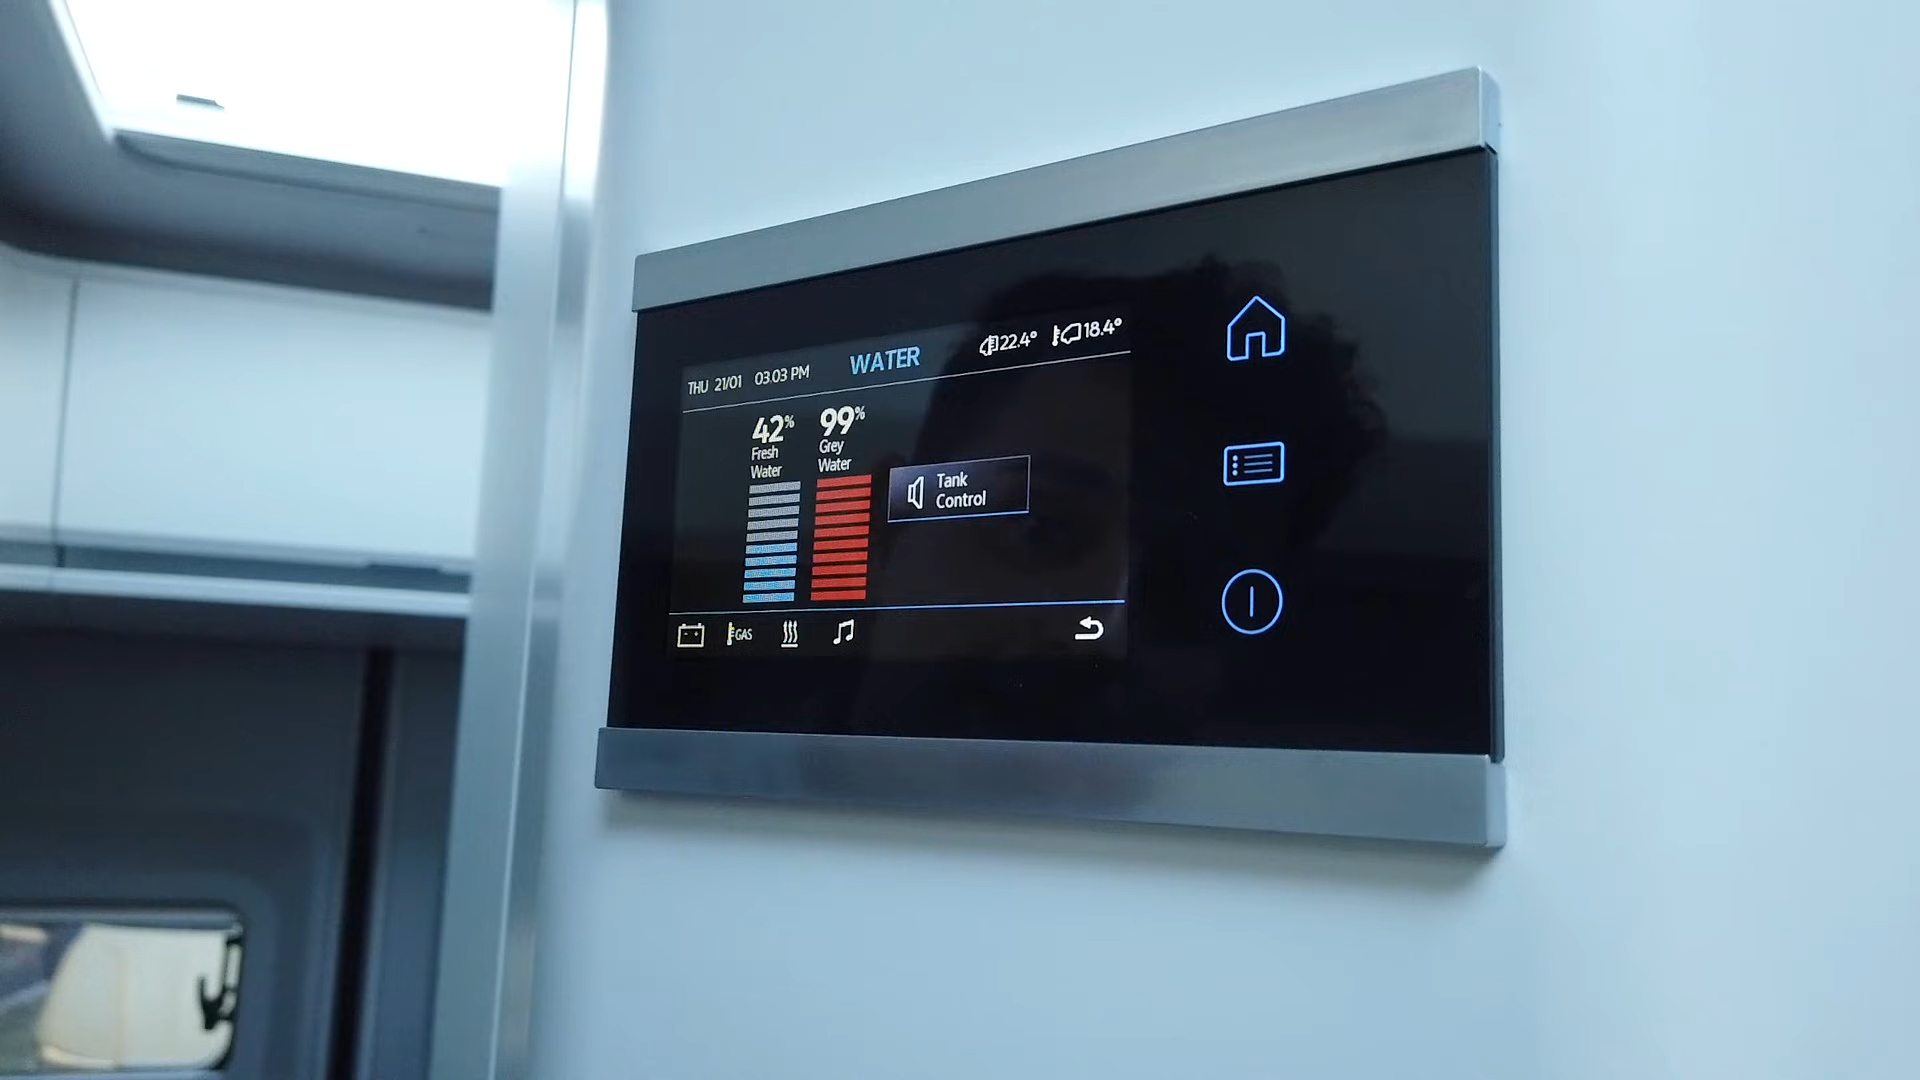 THU 21/01 03.03 PM
WATER
22.4°
18.4°
42%
Fresh
Water
99%
Grey
Water
Tank
Control
GAS